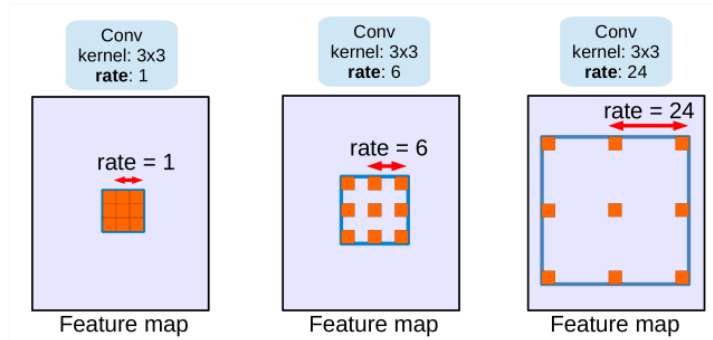 Conv
kernel: 3x3
rate: 1
Conv
kernel: 3x3
rate: 6
Conv
kernel: 3x3
rate: 24
rate = 1
rate = 6
rate = 24
Feature map
Feature map
Feature map